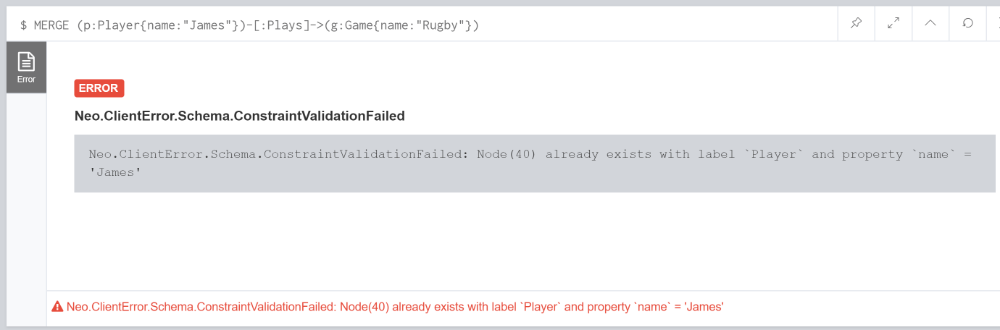 $ MERGE (p:Player{name:"James"})-[:Plays]->(g:Game{name:"Rugby"})
Error
ERROR
Neo.ClientError.Schema.ConstraintValidationFailed
Neo.ClientError.Schema.ConstraintValidationFailed: Node(40) already exists with label `Player` and property `name` =
'James'
Neo.ClientError.Schema.ConstraintValidationFailed: Node(40) already exists with label `Player` and property `name` = 'James'